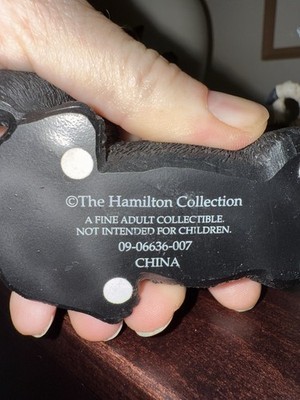 ©The Hamilton Collection
A FINE ADULT COLLECTIBLE.
NOT INTENDED FOR CHILDREN.
09-06636-007
CHINA